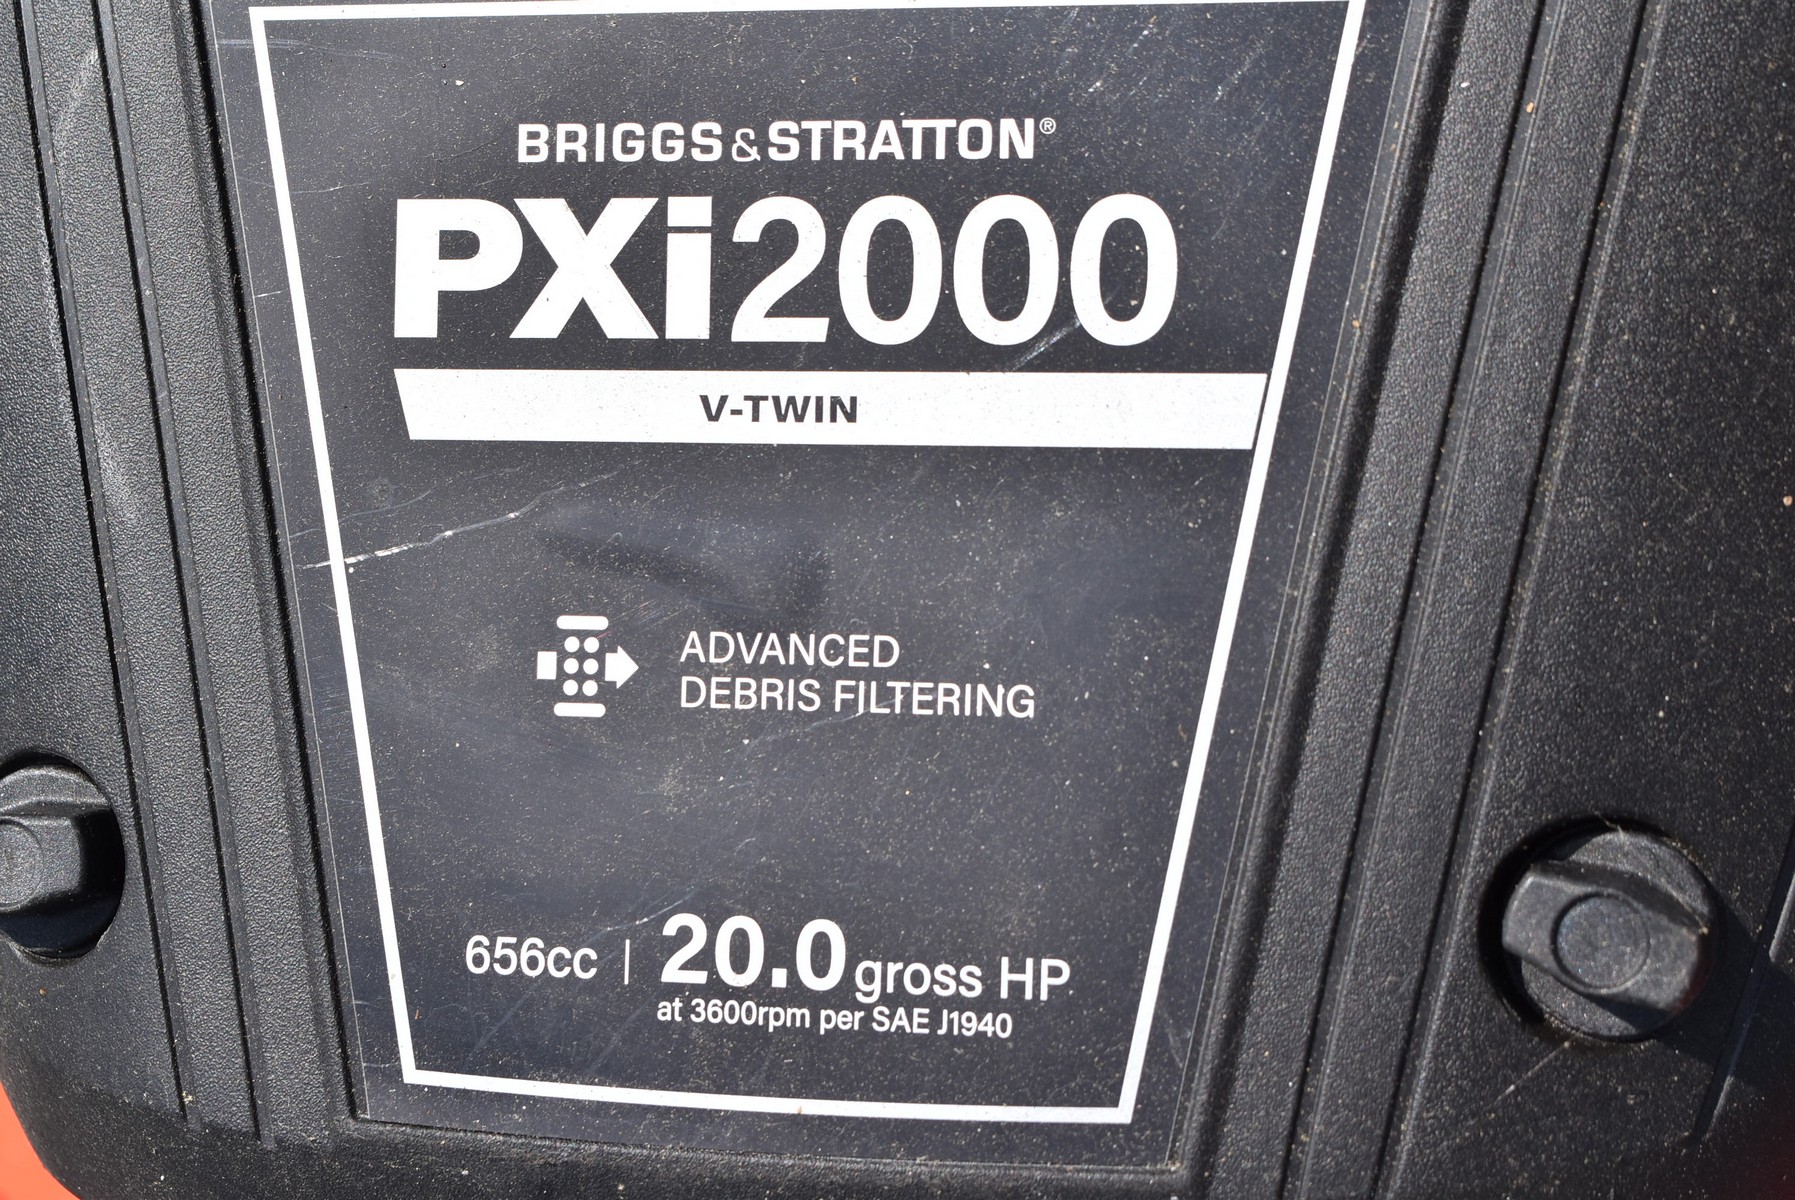 BRIGGS & STRATTON®
PXi2000
V-TWIN
ADVANCED
DEBRIS FILTERING
656cc | 20.0 gross HP
at 3600rpm per SAE J1940